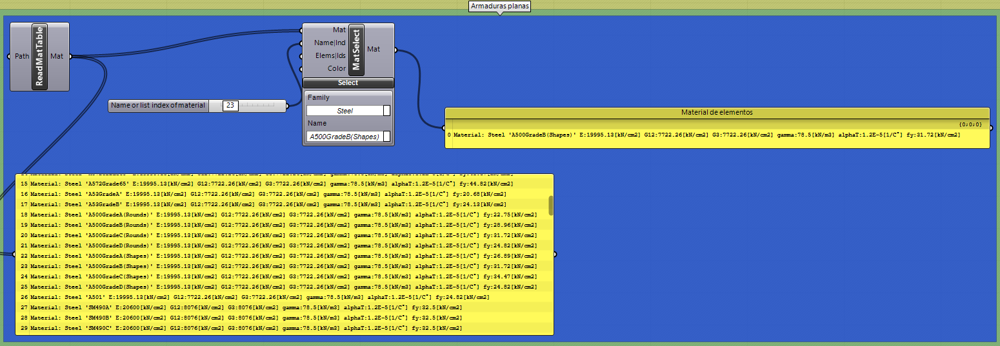 Armaduras planas
Path
ReadMatTable
Mat
Mat
Name|Ind
Elems|Ids
Color
MatSelect
Mat
Select
Family
Steel
Name
A500GradeB(Shapes)
Name or list index of material
23
Material de elementos
{0;0;0}
0 Material: Steel 'A500GradeB(Shapes)' E:19995.13[kN/cm2] G12:7722.26[kN/cm2] G3:7722.26[kN/cm2] gamma:78.5[kN/m3] alphaT:1.2E-5[1/C°] fy:31.72[kN/cm2]
15 Material: Steel 'A572Grade65' E:19995.13[kN/cm2] G12:7722.26[kN/cm2] G3:7722.26[kN/cm2] gamma:78.5[kN/m3] alphaT:1.2E-5[1/C°] fy:44.82[kN/cm2]
16 Material: Steel 'A53GradeA' E:19995.13[kN/cm2] G12:7722.26[kN/cm2] G3:7722.26[kN/cm2] gamma:78.5[kN/m3] alphaT:1.2E-5[1/C°] fy:20.68[kN/cm2]
17 Material: Steel 'A53GradeB' E:19995.13[kN/cm2] G12:7722.26[kN/cm2] G3:7722.26[kN/cm2] gamma:78.5[kN/m3] alphaT:1.2E-5[1/C°] fy:24.13[kN/cm2]
18 Material: Steel 'A500GradeA(Rounds)' E:19995.13[kN/cm2] G12:7722.26[kN/cm2] G3:7722.26[kN/cm2] gamma:78.5[kN/m3] alphaT:1.2E-5[1/C°] fy:22.75[kN/cm2]
19 Material: Steel 'A500GradeB(Rounds)' E:19995.13[kN/cm2] G12:7722.26[kN/cm2] G3:7722.26[kN/cm2] gamma:78.5[kN/m3] alphaT:1.2E-5[1/C°] fy:28.96[kN/cm2]
20 Material: Steel 'A500GradeC(Rounds)' E:19995.13[kN/cm2] G12:7722.26[kN/cm2] G3:7722.26[kN/cm2] gamma:78.5[kN/m3] alphaT:1.2E-5[1/C°] fy:31.72[kN/cm2]
21 Material: Steel 'A500GradeD(Rounds)' E:19995.13[kN/cm2] G12:7722.26[kN/cm2] G3:7722.26[kN/cm2] gamma:78.5[kN/m3] alphaT:1.2E-5[1/C°] fy:24.82[kN/cm2]
22 Material: Steel 'A500GradeA(Shapes)' E:19995.13[kN/cm2] G12:7722.26[kN/cm2] G3:7722.26[kN/cm2] gamma:78.5[kN/m3] alphaT:1.2E-5[1/C°] fy:26.89[kN/cm2]
23 Material: Steel 'A500GradeB(Shapes)' E:19995.13[kN/cm2] G12:7722.26[kN/cm2] G3:7722.26[kN/cm2] gamma:78.5[kN/m3] alphaT:1.2E-5[1/C°] fy:31.72[kN/cm2]
24 Material: Steel 'A500GradeC(Shapes)' E:19995.13[kN/cm2] G12:7722.26[kN/cm2] G3:7722.26[kN/cm2] gamma:78.5[kN/m3] alphaT:1.2E-5[1/C°] fy:34.47[kN/cm2]
25 Material: Steel 'A500GradeD(Shapes)' E:19995.13[kN/cm2] G12:7722.26[kN/cm2] G3:7722.26[kN/cm2] gamma:78.5[kN/m3] alphaT:1.2E-5[1/C°] fy:24.82[kN/cm2]
26 Material: Steel 'A501' E:19995.13[kN/cm2] G12:7722.26[kN/cm2] G3:7722.26[kN/cm2] gamma:78.5[kN/m3] alphaT:1.2E-5[1/C°] fy:24.82[kN/cm2]
27 Material: Steel 'SM490A' E:20600[kN/cm2] G12:8076[kN/cm2] G3:8076[kN/cm2] gamma:78.5[kN/m3] alphaT:1.2E-5[1/C°] fy:32.5[kN/cm2]
28 Material: Steel 'SM490B' E:20600[kN/cm2] G12:8076[kN/cm2] G3:8076[kN/cm2] gamma:78.5[kN/m3] alphaT:1.2E-5[1/C°] fy:32.5[kN/cm2]
29 Material: Steel 'SM490C' E:20600[kN/cm2] G12:8076[kN/cm2] G3:8076[kN/cm2] gamma:78.5[kN/m3] alphaT:1.2E-5[1/C°] fy:32.5[kN/cm2]